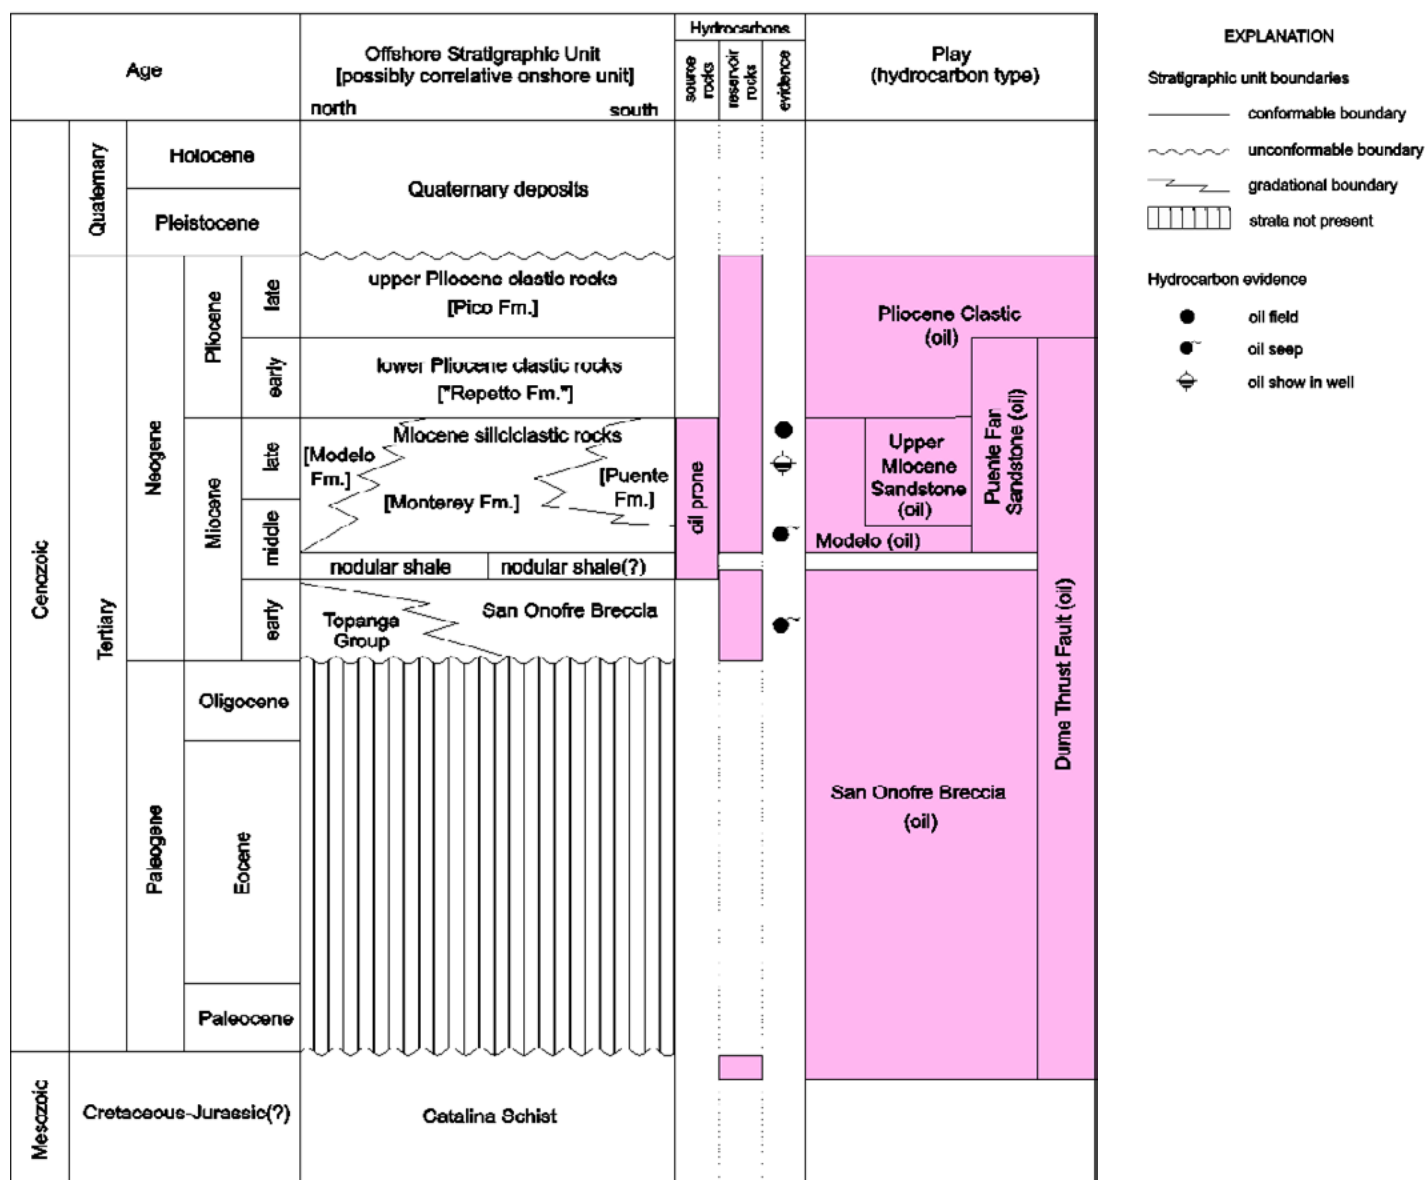 Age
Offshore Stratigraphic Unit
[possibly correlative onshore unit]
north
south
Hydrocarbons
source rocks
reservoir rocks
evidence
Play
(hydrocarbon type)
Cenozoic
Mesozoic
Quaternary
Tertiary
Holocene
Pleistocene
Neogene
Paleogene
Pliocene
late
early
Miocene
late
middle
early
Oligocene
Eocene
Paleocene
Cretaceous-Jurassic(?)
Quaternary deposits
upper Pliocene clastic rocks
[Pico Fm.]
lower Pliocene clastic rocks
["Repetto Fm."]
Miocene siliciclastic rocks
[Modelo
Fm.]
[Monterey Fm.]
[Puente
Fm.]
nodular shale
nodular shale(?)
Topanga
Group
San Onofre Breccia
Catalina Schist
oil prone
Pliocene Clastic
(oil)
Upper
Miocene
Sandstone
(oil)
Puente Fan
Sandstone (oil)
Modelo (oil)
Dume Thrust Fault (oil)
San Onofre Breccia
(oil)
EXPLANATION
Stratigraphic unit boundaries
conformable boundary
unconformable boundary
gradational boundary
strata not present
Hydrocarbon evidence
oil field
oil seep
oil show in well